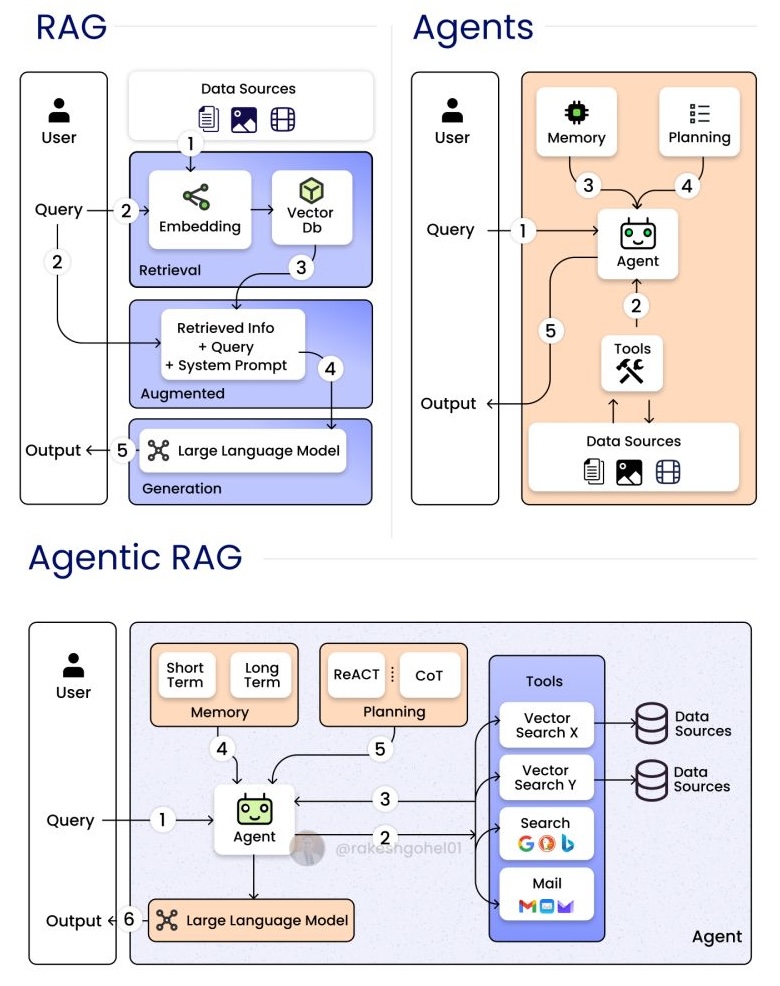 RAG
User
Query
Output
Data Sources
1
2
Embedding
Vector
Db
Retrieval
2
3
Retrieved Info
+ Query
+ System Prompt
4
Augmented
5
Large Language Model
Generation
Agents
User
Query
Output
Memory
Planning
3
4
1
Agent
2
5
Tools
Data Sources
Agentic RAG
User
Query
Output
Short
Term
Long
Term
Memory
ReACT
CoT
Planning
4
5
1
Agent
3
2
@rakeshgohel01
6
Large Language Model
Tools
Vector
Search X
Data
Sources
Vector
Search Y
Data
Sources
Search
G
b
Mail
Agent